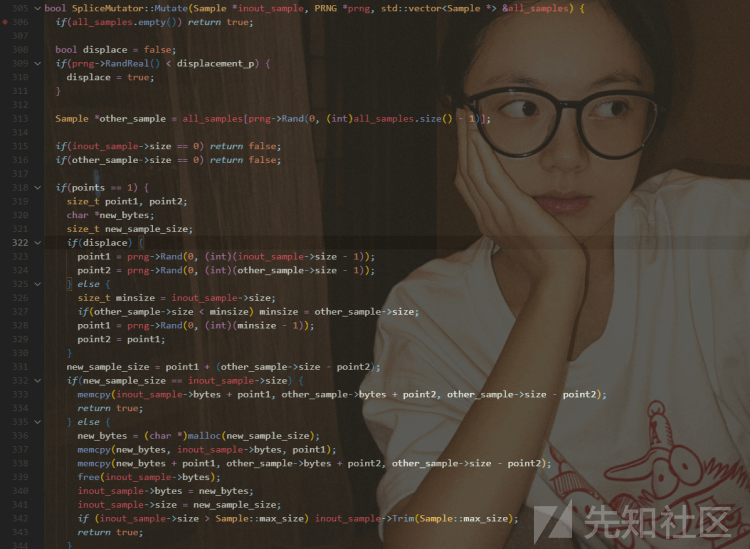 305 bool SpliceMutator::Mutate(Sample *inout_sample, PRNG *prng, std::vector<Sample *> &all_samples) {
306 if(all_samples.empty()) return true;
307
308 bool displace = false;
309 if(prng->RandReal() < displacement_p) {
310 displace = true;
311 }
312
313 Sample *other_sample = all_samples[prng->Rand(0, (int)all_samples.size() - 1)];
314
315 if(inout_sample->size == 0) return false;
316 if(other_sample->size == 0) return false;
317
318 if(points == 1) {
319 size_t point1, point2;
320 char *new_bytes;
321 size_t new_sample_size;
322 if(displace) {
323 point1 = prng->Rand(0, (int)(inout_sample->size - 1));
324 point2 = prng->Rand(0, (int)(other_sample->size - 1));
325 } else {
326 size_t minsize = inout_sample->size;
327 if(other_sample->size < minsize) minsize = other_sample->size;
328 point1 = prng->Rand(0, (int)(minsize - 1));
329 point2 = point1;
330 }
331 new_sample_size = point1 + (other_sample->size - point2);
332 if(new_sample_size == inout_sample->size) {
333 memcpy(inout_sample->bytes + point1, other_sample->bytes + point2, other_sample->size - point2);
334 return true;
335 } else {
336 new_bytes = (char *)malloc(new_sample_size);
337 memcpy(new_bytes, inout_sample->bytes, point1);
338 memcpy(new_bytes + point1, other_sample->bytes + point2, other_sample->size - point2);
339 free(inout_sample->bytes);
340 inout_sample->bytes = new_bytes;
341 inout_sample->size = new_sample_size;
342 if (inout_sample->size > Sample::max_size) inout_sample->Trim(Sample::max_size);
343 return true;
344 }
先知社区